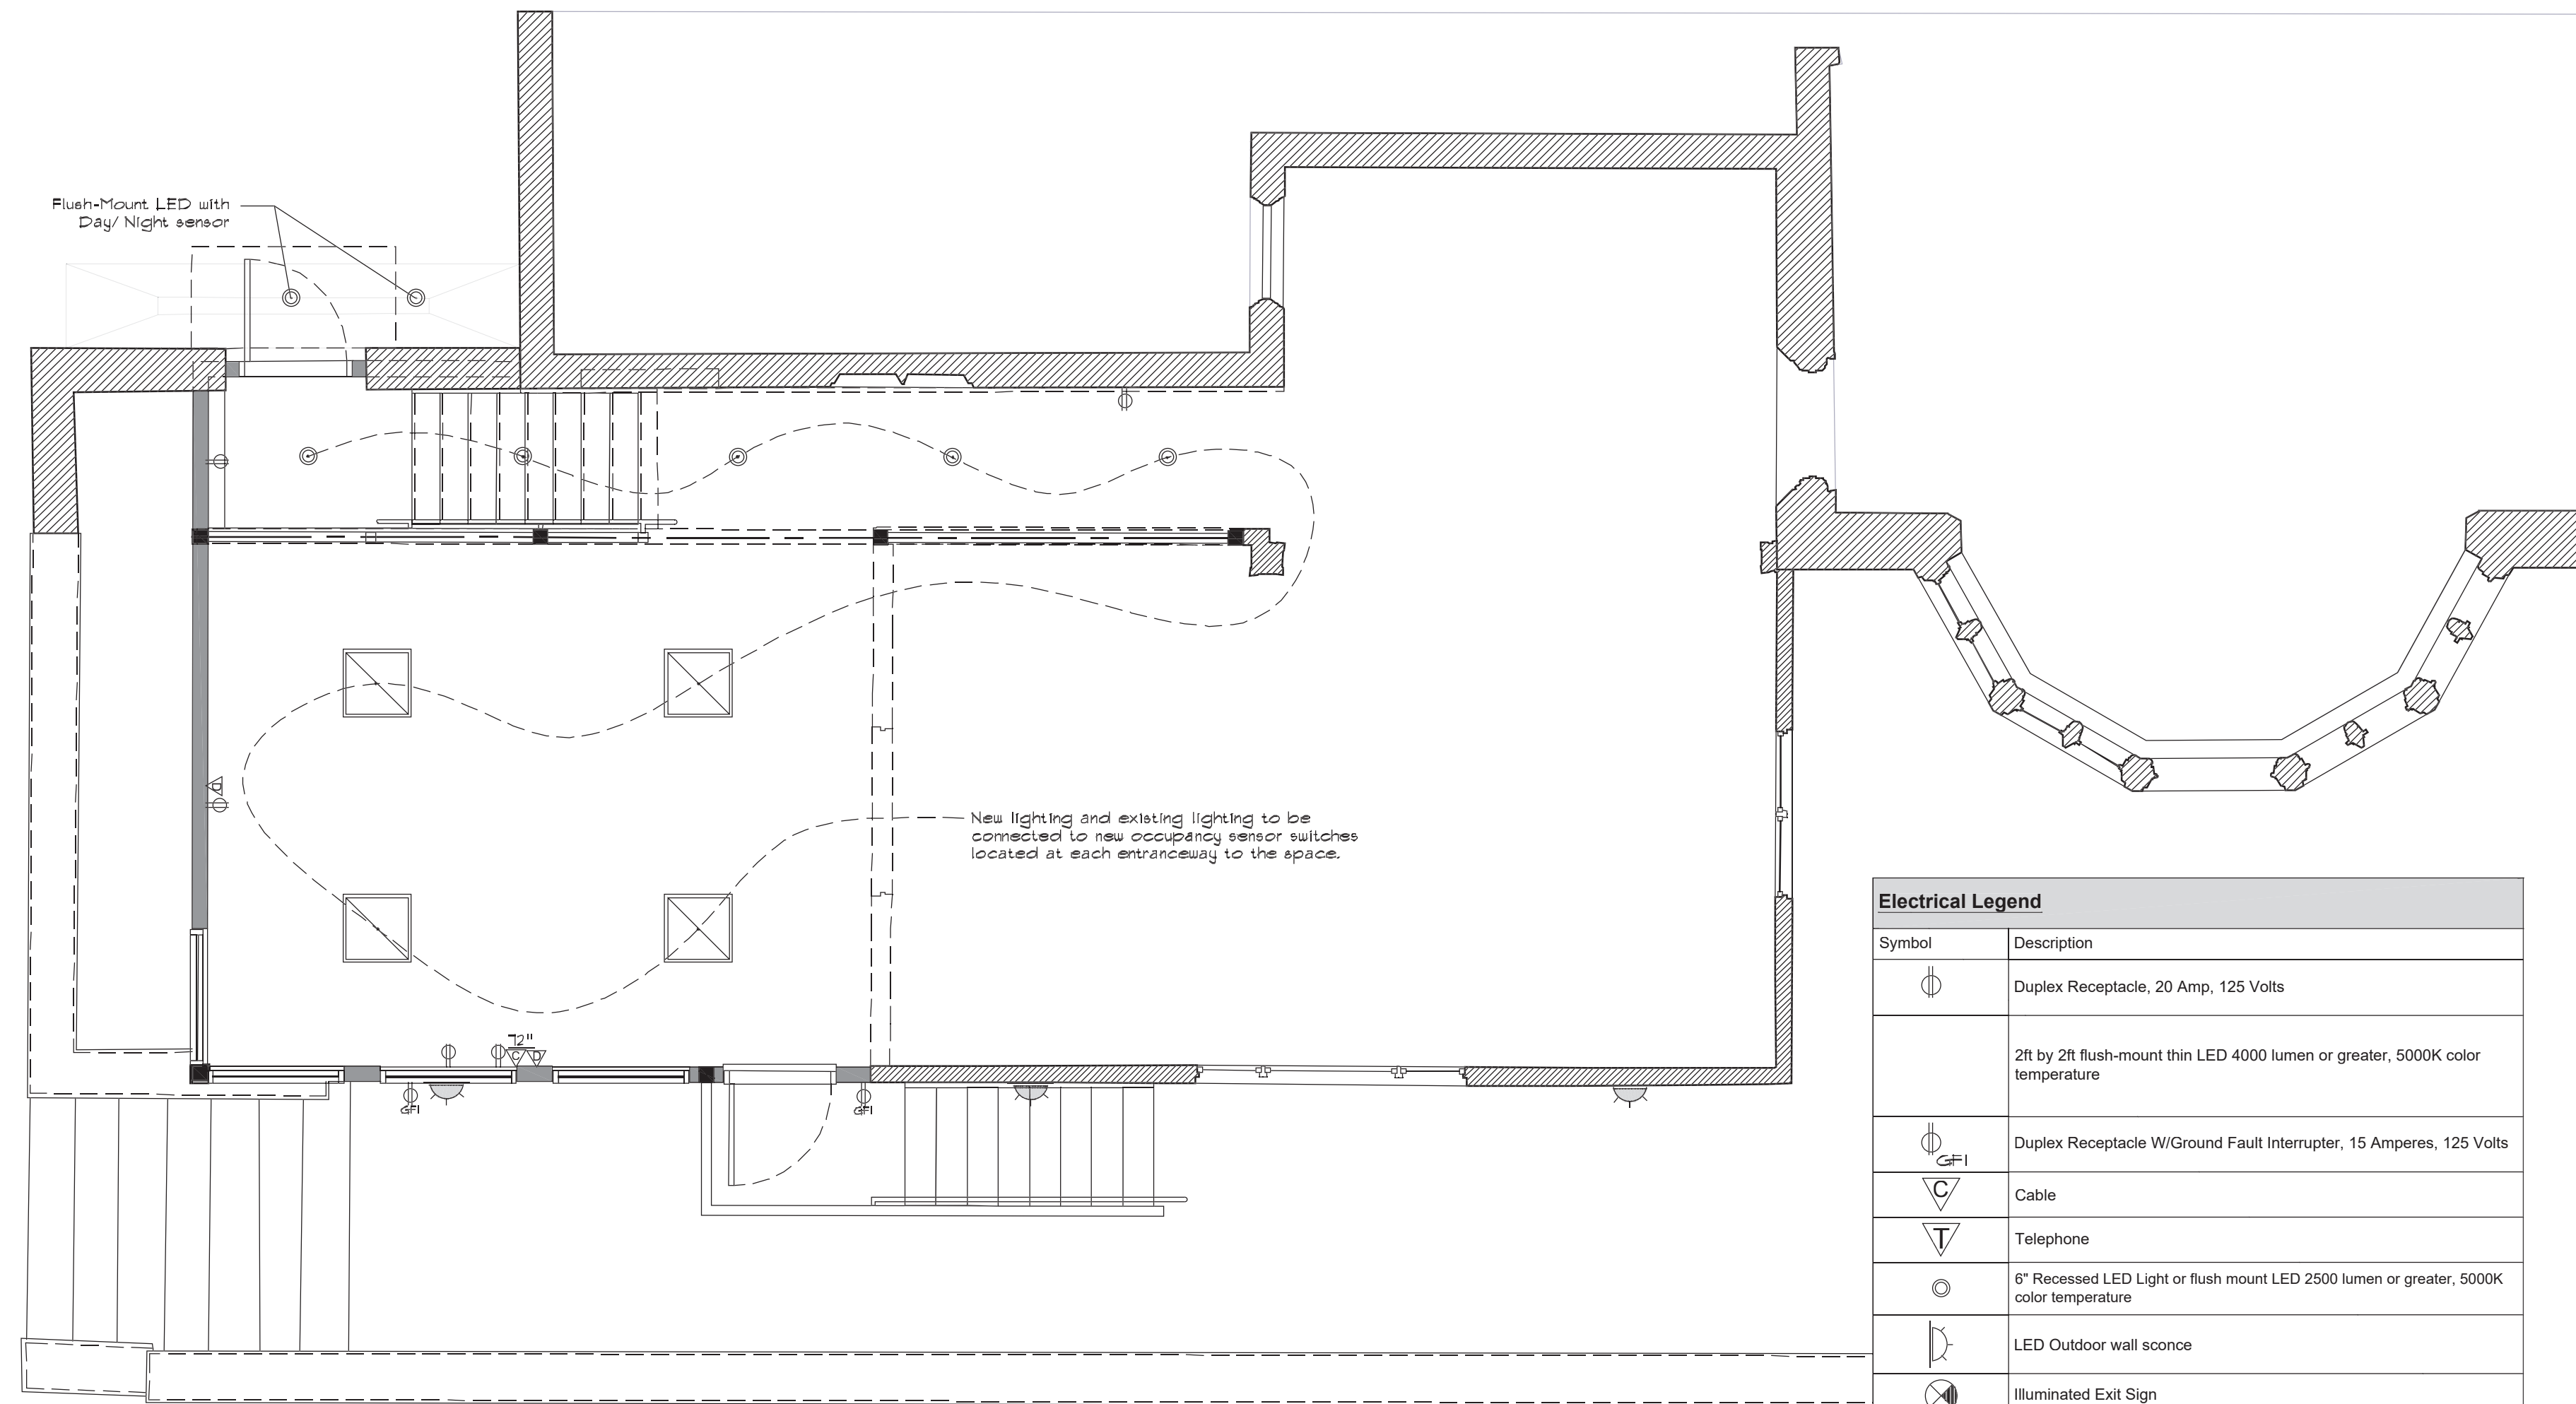 Flush-Mount LED with
Day/ Night sensor
D
New lighting and existing lighting to be
connected to new occupancy sensor switches
located at each entranceway to the space.
72"
C D
GFI
GFI
Electrical Legend
Symbol Description
Duplex Receptacle, 20 Amp, 125 Volts
2ft by 2ft flush-mount thin LED 4000 lumen or greater, 5000K color
temperature
Duplex Receptacle W/Ground Fault Interrupter, 15 Amperes, 125 Volts
GFI
C Cable
T Telephone
6" Recessed LED Light or flush mount LED 2500 lumen or greater, 5000K
color temperature
LED Outdoor wall sconce
Illuminated Exit Sign